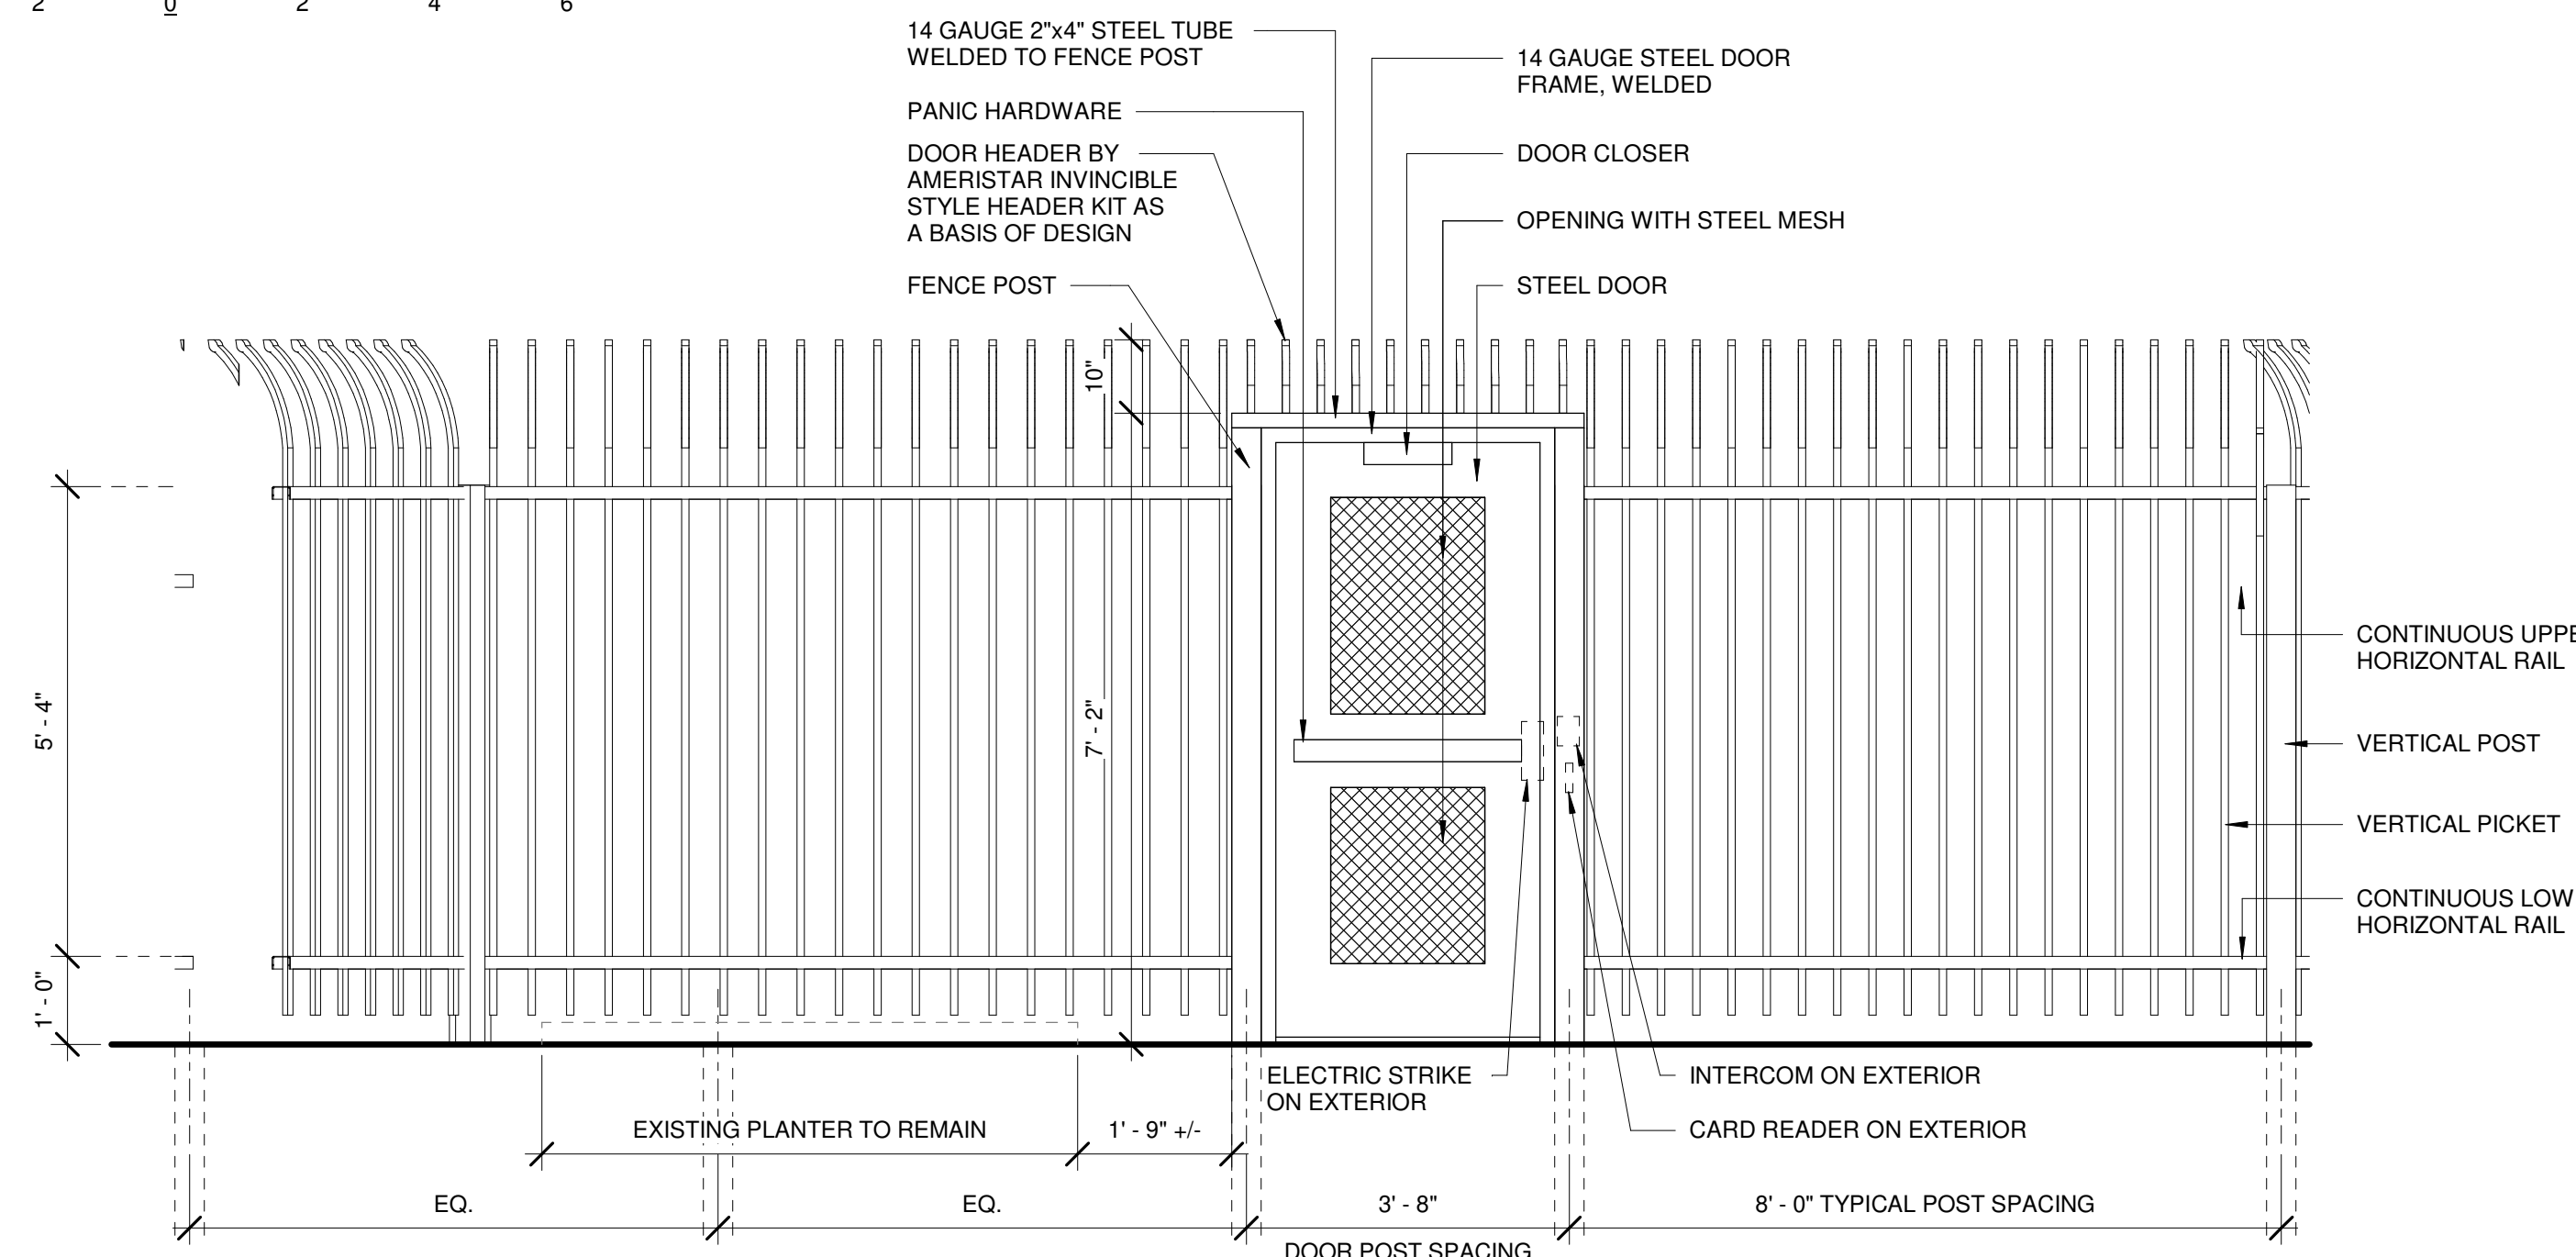 2 0 2 4 6
14 GAUGE 2"x4" STEEL TUBE
WELDED TO FENCE POST
PANIC HARDWARE
DOOR HEADER BY
AMERISTAR INVINCIBLE
STYLE HEADER KIT AS
A BASIS OF DESIGN
FENCE POST
14 GAUGE STEEL DOOR
FRAME, WELDED
DOOR CLOSER
OPENING WITH STEEL MESH
STEEL DOOR
10"
7' - 2"
5' - 4"
1' - 0"
CONTINUOUS UPPE
HORIZONTAL RAIL
VERTICAL POST
VERTICAL PICKET
CONTINUOUS LOW
HORIZONTAL RAIL
ELECTRIC STRIKE
ON EXTERIOR
INTERCOM ON EXTERIOR
CARD READER ON EXTERIOR
EXISTING PLANTER TO REMAIN
1' - 9" +/-
EQ.
EQ.
3' - 8"
8' - 0" TYPICAL POST SPACING
DOOR POST SPACING